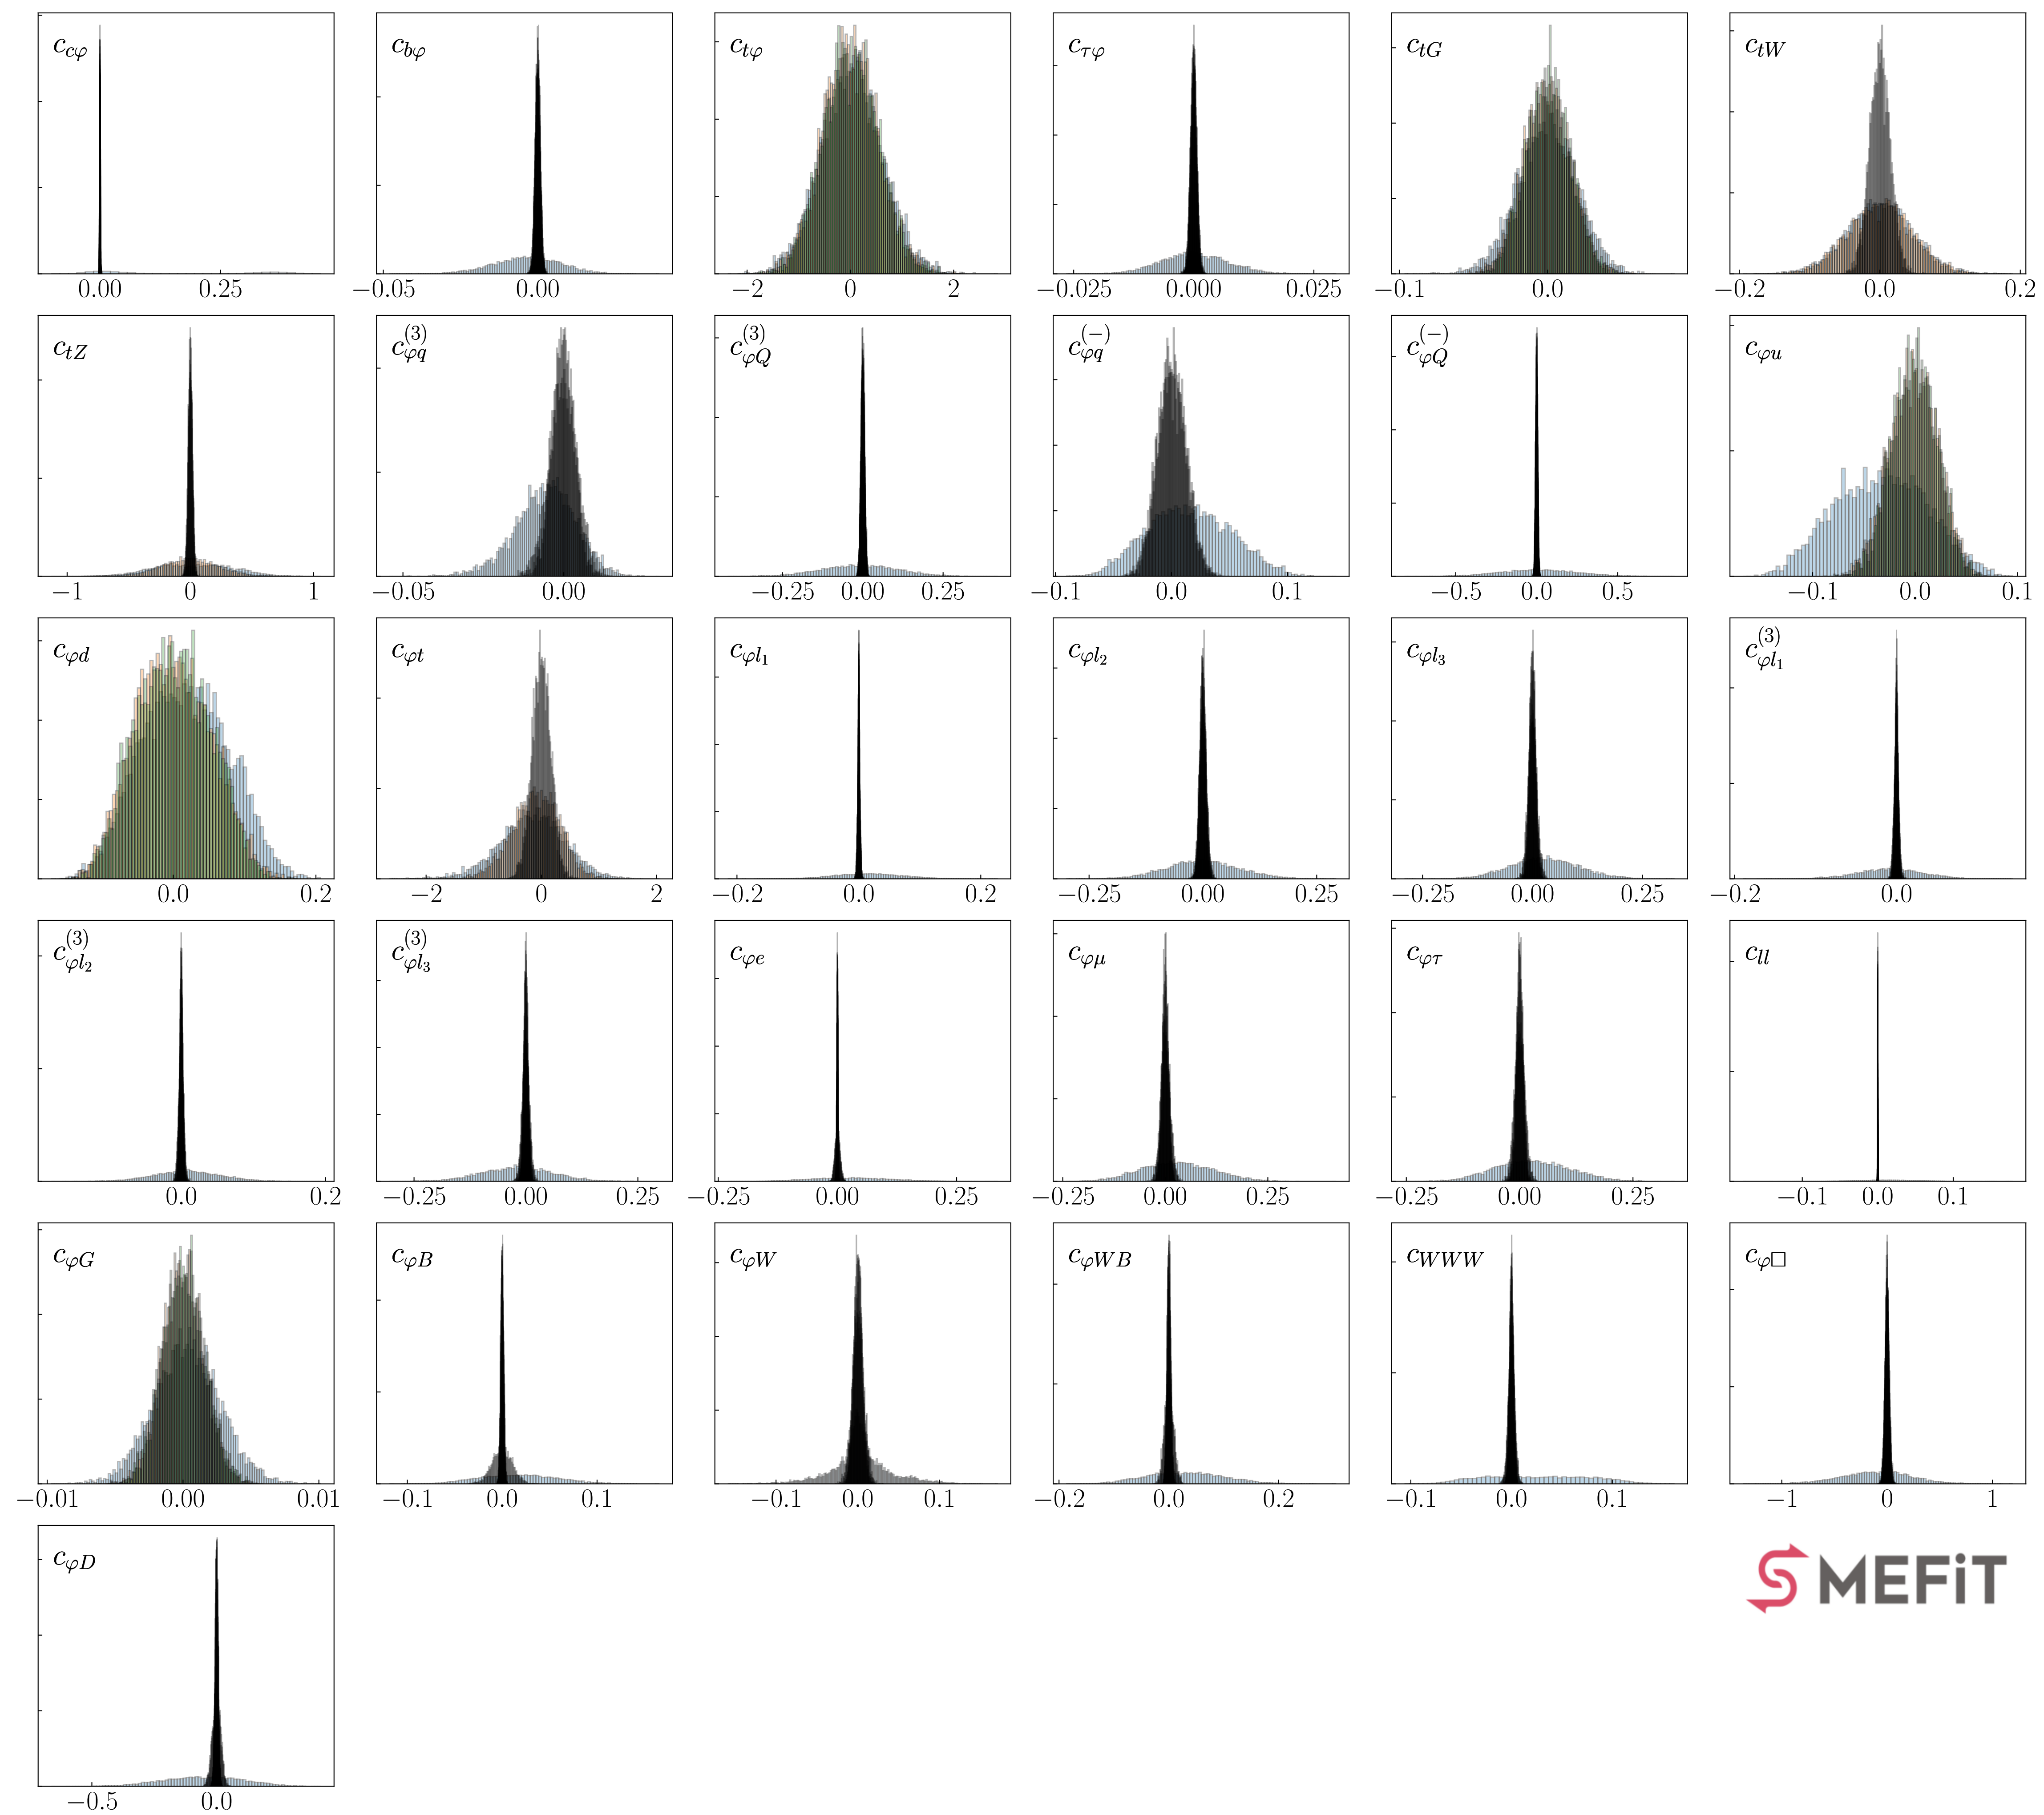 c_{cφ} c_{bφ} c_{tφ} c_{τφ} c_{tG} c_{tW}
0.00 0.25 −0.05 0.00 −2 0 2 −0.025 0.000 0.025 −0.1 0.0 −0.2 0.0 0.2
c_{tZ} c_{φq}^{(3)} c_{φQ}^{(3)} c_{φq}^{(−)} c_{φQ}^{(−)} c_{φu}
−1 0 1 −0.05 0.00 −0.25 0.00 0.25 −0.1 0.0 0.1 −0.5 0.0 0.5 −0.1 0.0 0.1
c_{φd} c_{φt} c_{φl_1} c_{φl_2} c_{φl_3} c_{φl_1}^{(3)}
0.0 0.2 −2 0 2 −0.2 0.0 0.2 −0.25 0.00 0.25 −0.25 0.00 0.25 −0.2 0.0
c_{φl_2}^{(3)} c_{φl_3}^{(3)} c_{φe} c_{φμ} c_{φτ} c_{ll}
0.0 0.2 −0.25 0.00 0.25 −0.25 0.00 0.25 −0.25 0.00 0.25 −0.25 0.00 0.25 −0.1 0.0 0.1
c_{φG} c_{φB} c_{φW} c_{φWB} c_{WWW} c_{φ□}
−0.01 0.00 0.01 −0.1 0.0 0.1 −0.1 0.0 0.1 −0.2 0.0 0.2 −0.1 0.0 0.1 −1 0 1
c_{φD}
SMEFiT
−0.5 0.0